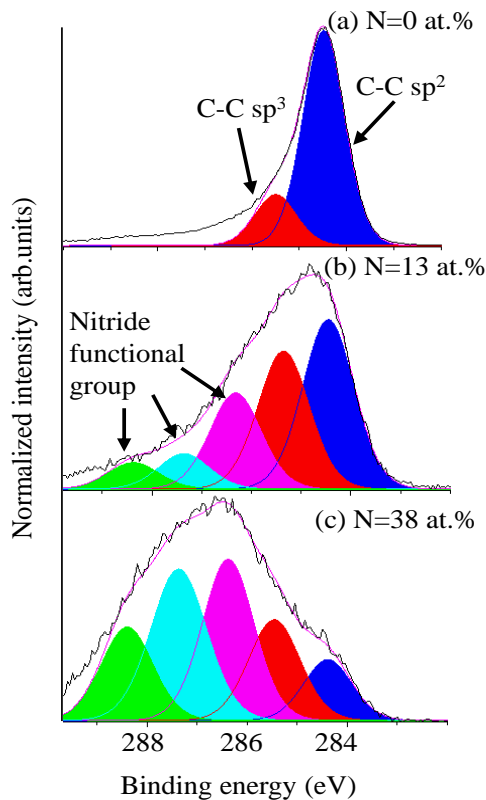 (a) N=0 at.%
C-C sp²
C-C sp³
(b) N=13 at.%
Nitride
functional
group
(c) N=38 at.%
Normalized intensity (arb.units)
288 286 284
Binding energy (eV)